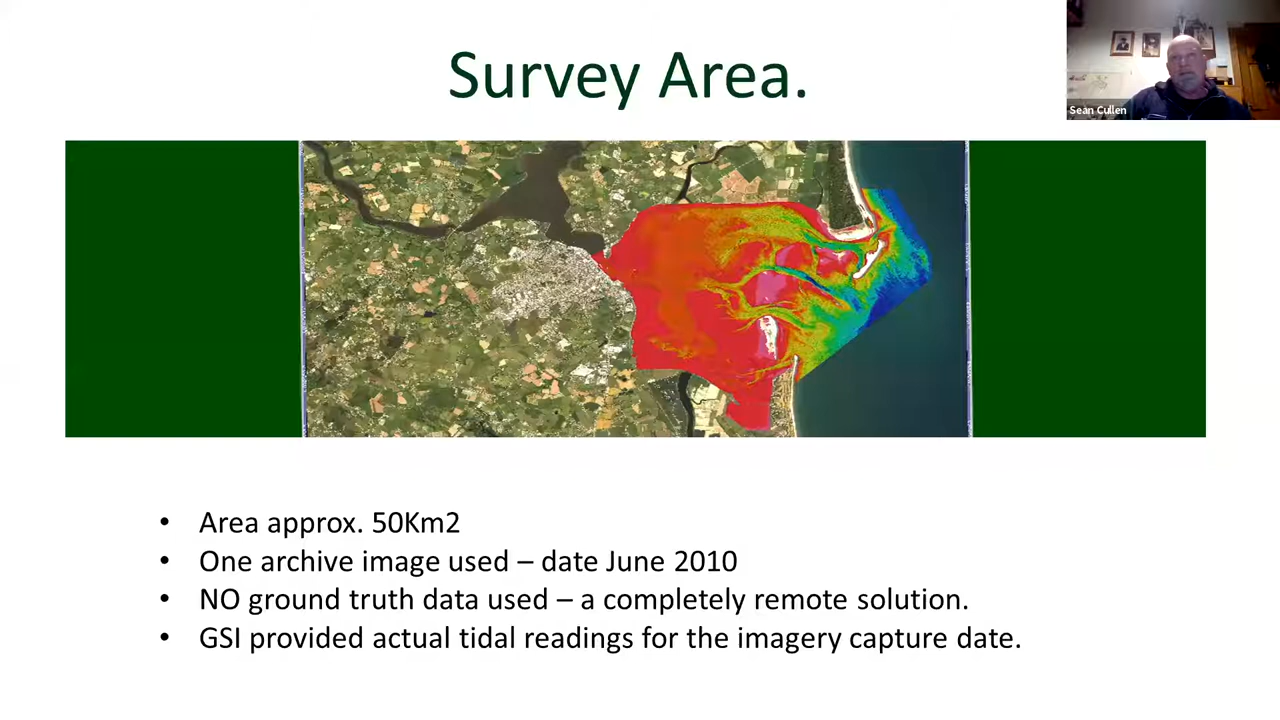 Survey Area.
Sean Cullen
• Area approx. 50Km2
• One archive image used – date June 2010
• NO ground truth data used – a completely remote solution.
• GSI provided actual tidal readings for the imagery capture date.